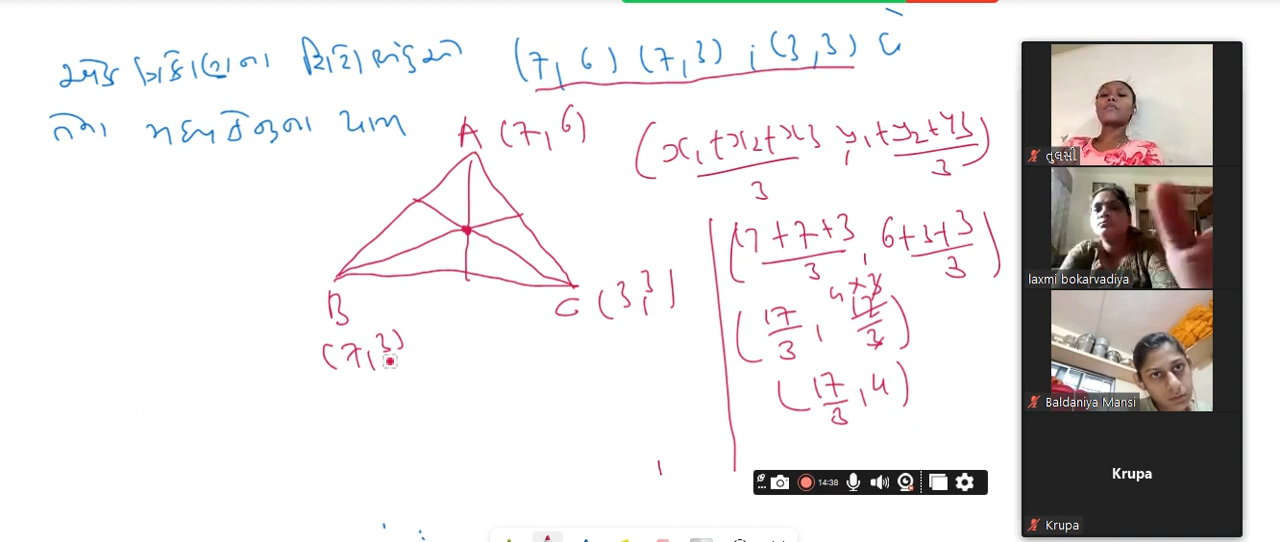 એક ત્રિકોણના શિરોબિંદુઓ (7, 6) (7, 3) ; (3, 3) છે
તેના મધ્યકેન્દ્રના યામ
A (7, 6)
(x₁+x₂+x3/3, y₁+y₂+y3/3)
(7+7+3/3, 6+3+3/3)
B
(7, 3)
C (3, 3)
(17/3, 12/3)
4
(17/3, 4)
તુલસી
laxmi bokarvadiya
Baldaniya Mansi
Krupa
Krupa
14:38